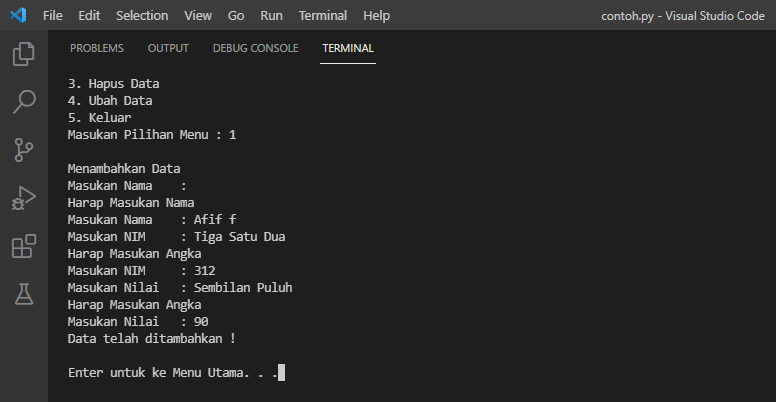 File Edit Selection View Go Run Terminal Help contoh.py - Visual Studio Code
PROBLEMS OUTPUT DEBUG CONSOLE TERMINAL
3. Hapus Data
4. Ubah Data
5. Keluar
Masukan Pilihan Menu : 1
Menambahkan Data
Masukan Nama    :
Harap Masukan Nama
Masukan Nama    : Afif f
Masukan NIM     : Tiga Satu Dua
Harap Masukan Angka
Masukan NIM     : 312
Masukan Nilai   : Sembilan Puluh
Harap Masukan Angka
Masukan Nilai   : 90
Data telah ditambahkan !
Enter untuk ke Menu Utama. . .